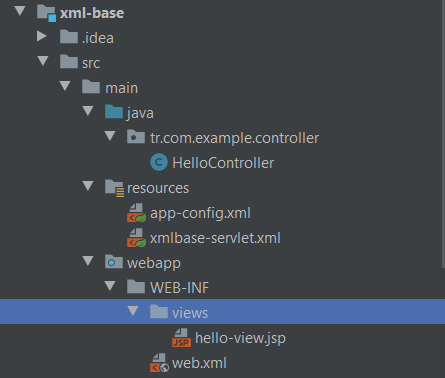 xml-base
.idea
src
main
java
tr.com.example.controller
C HelloController
resources
app-config.xml
xmlbase-servlet.xml
webapp
WEB-INF
views
JSP hello-view.jsp
web.xml